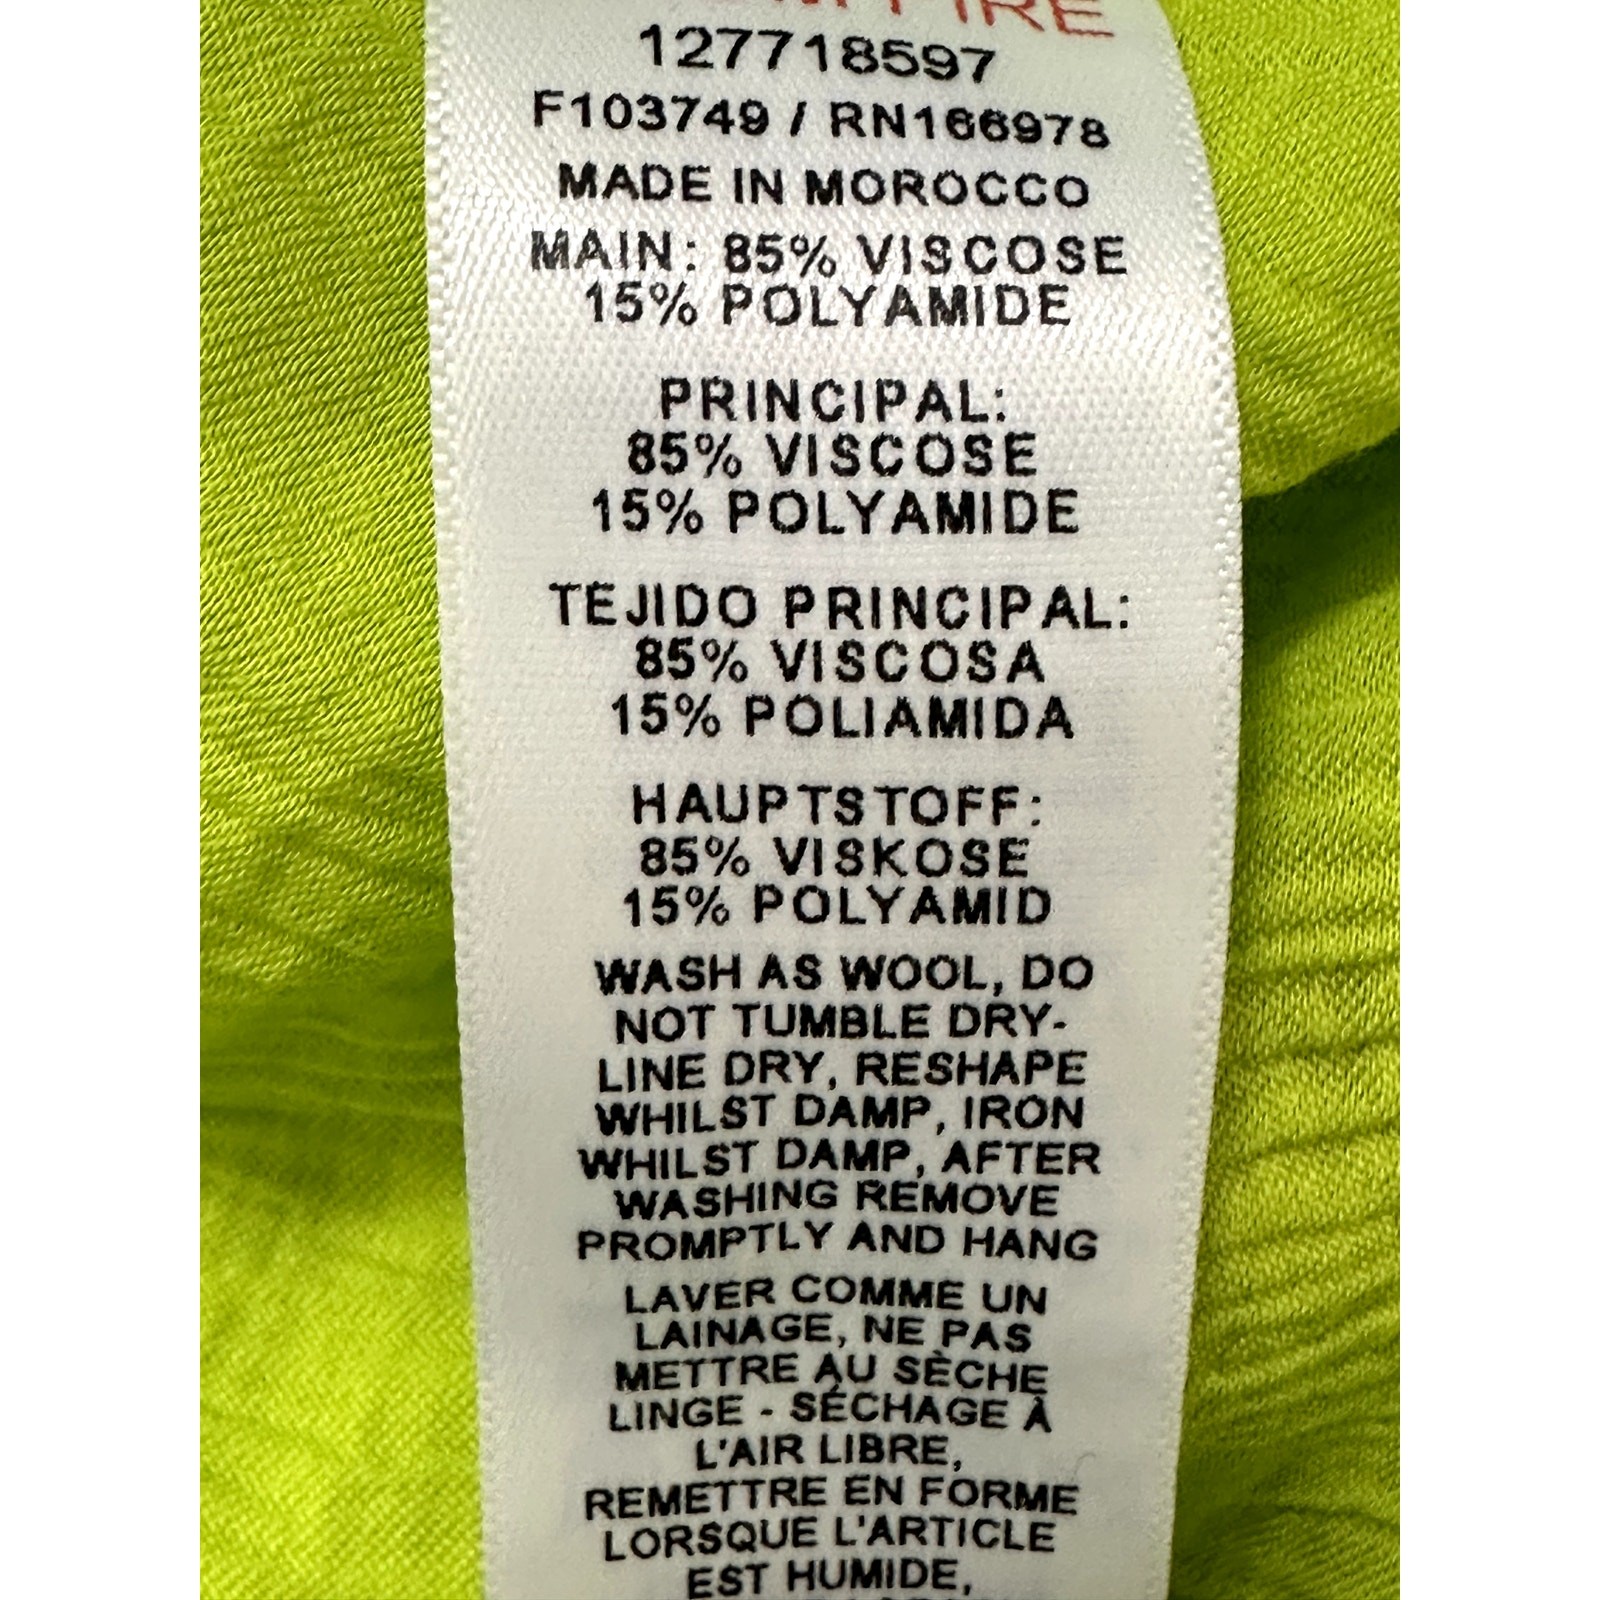 127718597
F103749 / RN166978
MADE IN MOROCCO
MAIN: 85% VISCOSE
15% POLYAMIDE
PRINCIPAL:
85% VISCOSE
15% POLYAMIDE
TEJIDO PRINCIPAL:
85% VISCOSA
15% POLIAMIDA
HAUPTSTOFF:
85% VISKOSE
15% POLYAMID
WASH AS WOOL, DO
NOT TUMBLE DRY-
LINE DRY, RESHAPE
WHILST DAMP, IRON
WHILST DAMP, AFTER
WASHING REMOVE
PROMPTLY AND HANG
LAVER COMME UN
LAINAGE, NE PAS
METTRE AU SÈCHE
LINGE - SÉCHAGE À
L'AIR LIBRE,
REMETTRE EN FORME
LORSQUE L'ARTICLE
EST HUMIDE,